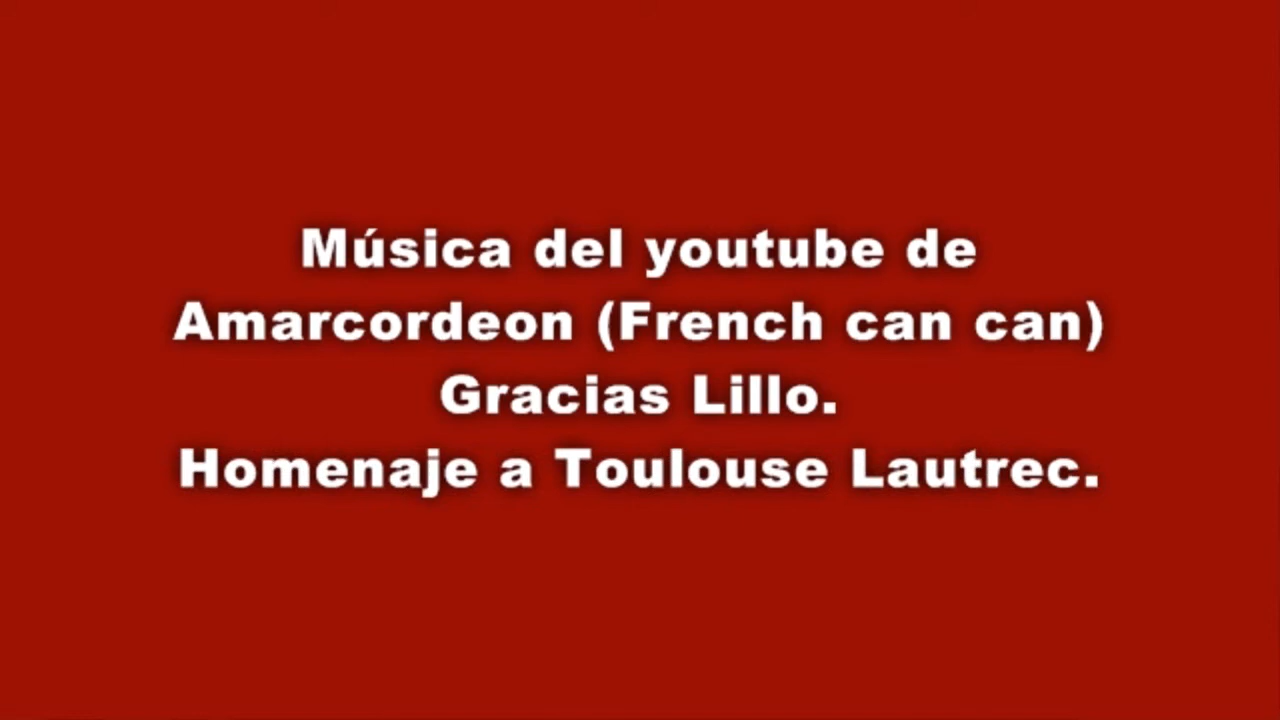 Música del youtube de
Amarcordeon (French can can)
Gracias Lillo.
Homenaje a Toulouse Lautrec.